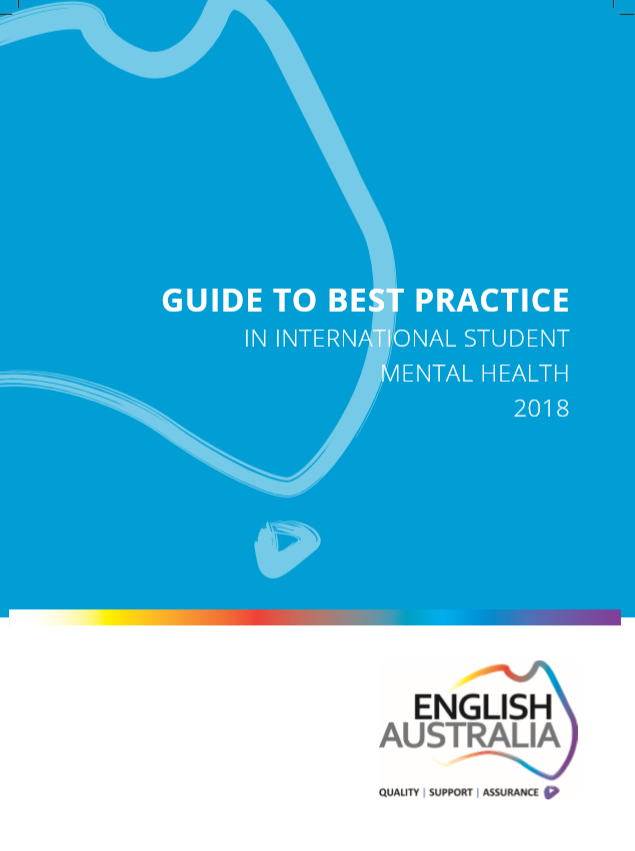 GUIDE TO BEST PRACTICE
IN INTERNATIONAL STUDENT
MENTAL HEALTH
2018
ENGLISH
AUSTRALIA
QUALITY | SUPPORT | ASSURANCE